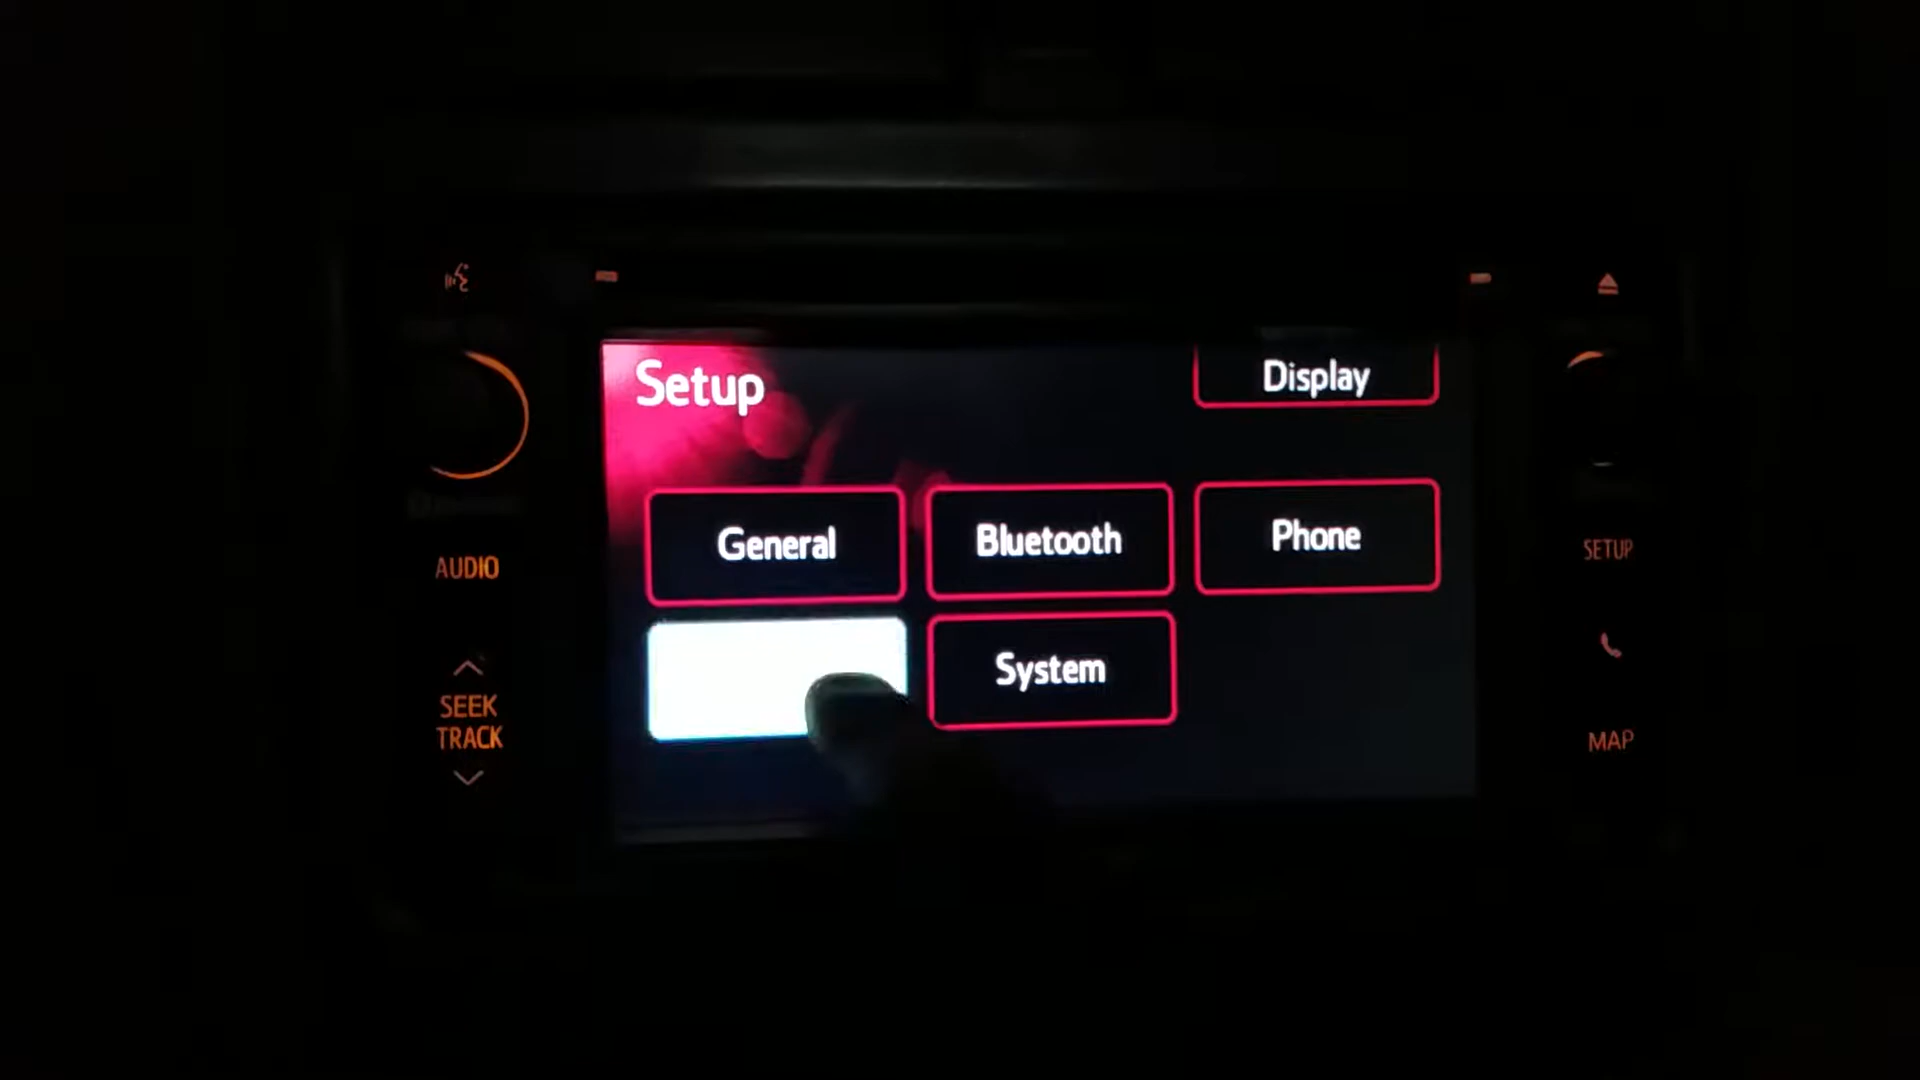 Setup
Display
General
Bluetooth
Phone
System
AUDIO
SEEK
TRACK
SETUP
MAP